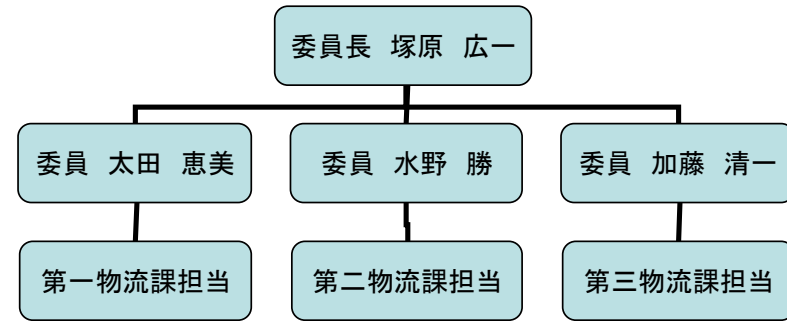 委員長　塚原　広一
委員　太田　恵美
委員　水野　勝
委員　加藤　清一
第一物流課担当
第二物流課担当
第三物流課担当